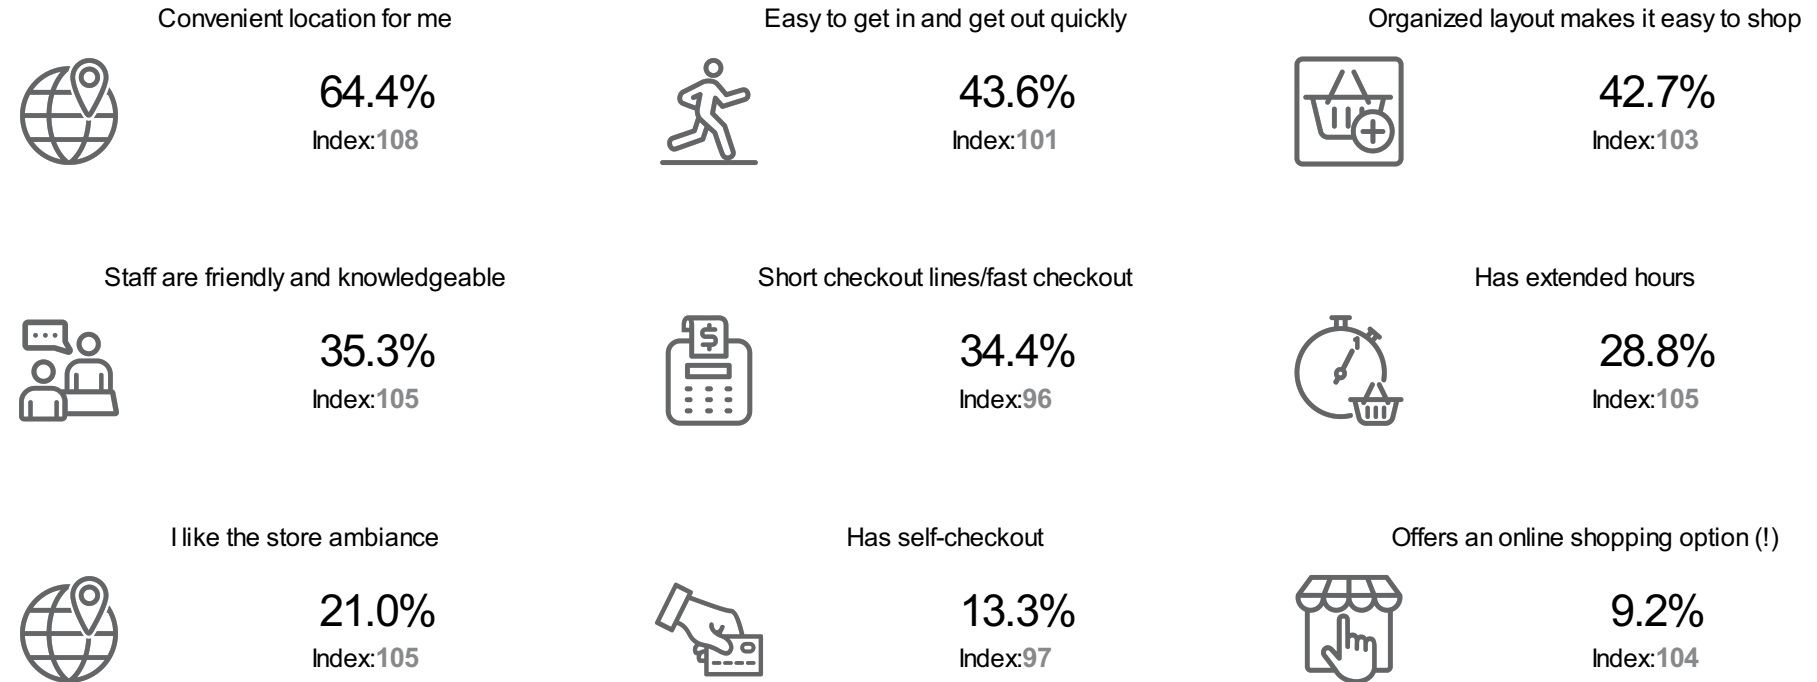 Convenient location for me
64.4%
Index:108
Easy to get in and get out quickly
43.6%
Index:101
Organized layout makes it easy to shop
42.7%
Index:103
Staff are friendly and knowledgeable
35.3%
Index:105
Short checkout lines/fast checkout
$
34.4%
Index:96
Has extended hours
1
28.8%
Index:105
I like the store ambiance
21.0%
Index:105
Has self-checkout
13.3%
Index:97
Offers an online shopping option (!)
9.2%
Index:104